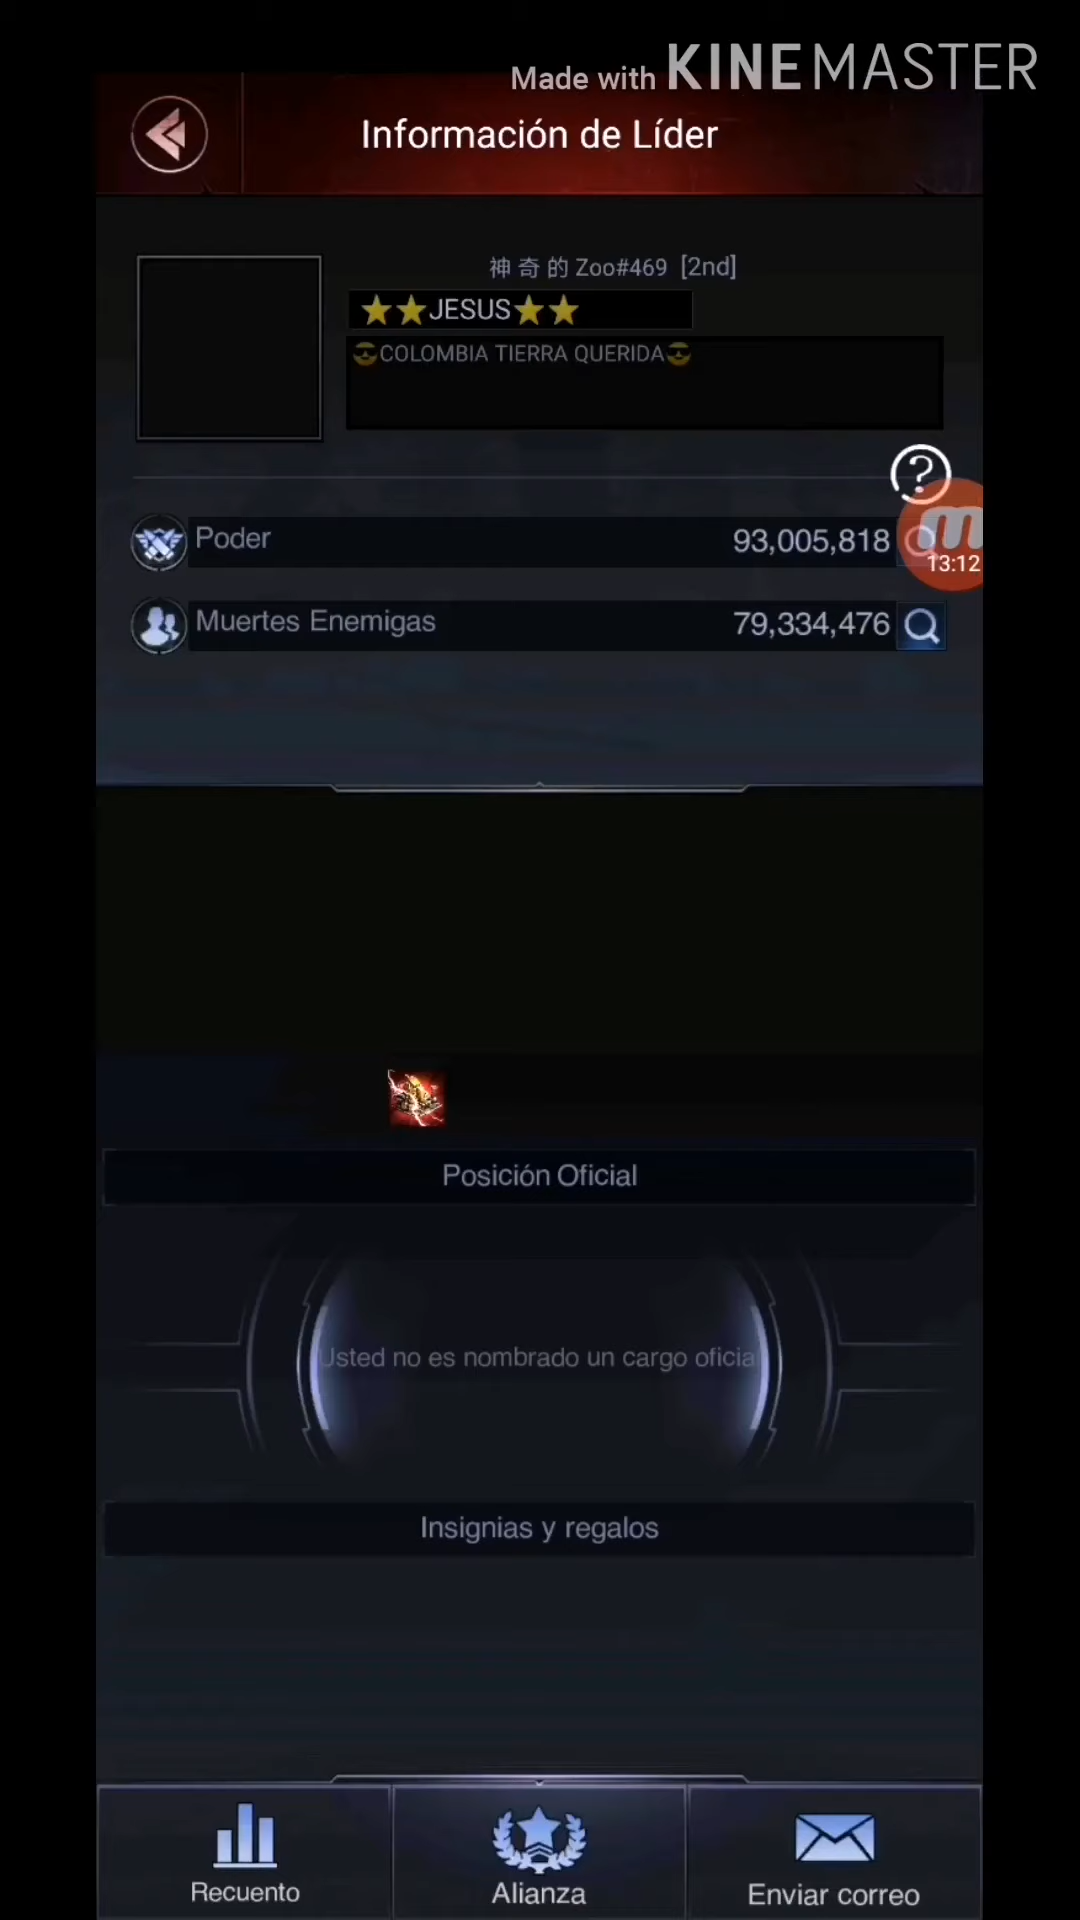 Made with KINEMASTER
Información de Líder
神 奇 的 Zoo#469 [2nd]
⭐⭐JESUS⭐⭐
😎COLOMBIA TIERRA QUERIDA😎
Poder 93,005,818
13:12
Muertes Enemigas 79,334,476
Posición Oficial
Usted no es nombrado un cargo oficial
Insignias y regalos
Recuento
Alianza
Enviar correo